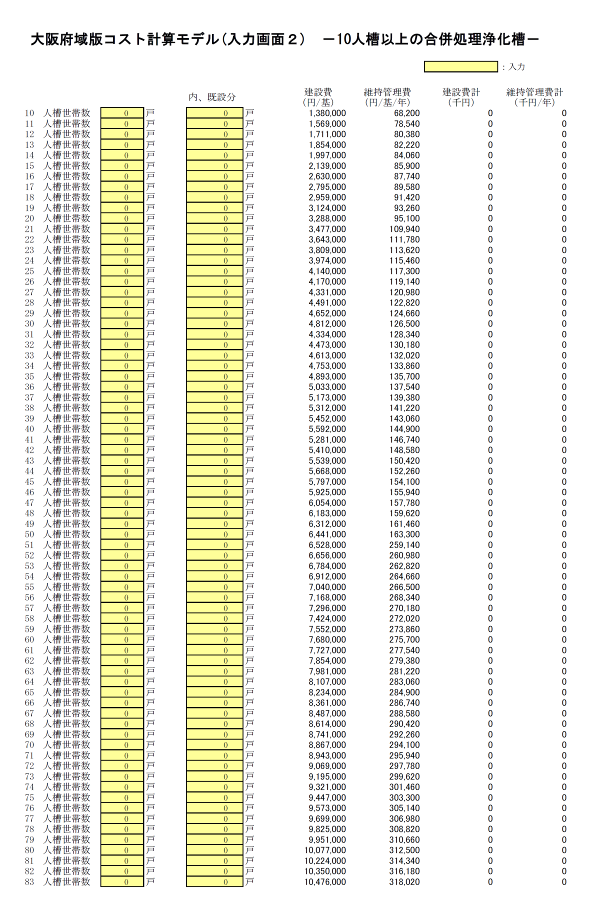 大阪府域版コスト計算モデル(入力画面２)　－10人槽以上の合併処理浄化槽－
：入力
内、既設分 建設費 維持管理費 建設費計 維持管理費計
(円/基) (円/基/年) (千円) (千円/年)
10 人槽世帯数 0 戸 0 戸 1,380,000 68,200 0 0
11 人槽世帯数 0 戸 0 戸 1,569,000 78,540 0 0
12 人槽世帯数 0 戸 0 戸 1,711,000 80,380 0 0
13 人槽世帯数 0 戸 0 戸 1,854,000 82,220 0 0
14 人槽世帯数 0 戸 0 戸 1,997,000 84,060 0 0
15 人槽世帯数 0 戸 0 戸 2,139,000 85,900 0 0
16 人槽世帯数 0 戸 0 戸 2,630,000 87,740 0 0
17 人槽世帯数 0 戸 0 戸 2,795,000 89,580 0 0
18 人槽世帯数 0 戸 0 戸 2,959,000 91,420 0 0
19 人槽世帯数 0 戸 0 戸 3,124,000 93,260 0 0
20 人槽世帯数 0 戸 0 戸 3,288,000 95,100 0 0
21 人槽世帯数 0 戸 0 戸 3,477,000 109,940 0 0
22 人槽世帯数 0 戸 0 戸 3,643,000 111,780 0 0
23 人槽世帯数 0 戸 0 戸 3,809,000 113,620 0 0
24 人槽世帯数 0 戸 0 戸 3,974,000 115,460 0 0
25 人槽世帯数 0 戸 0 戸 4,140,000 117,300 0 0
26 人槽世帯数 0 戸 0 戸 4,170,000 119,140 0 0
27 人槽世帯数 0 戸 0 戸 4,331,000 120,980 0 0
28 人槽世帯数 0 戸 0 戸 4,491,000 122,820 0 0
29 人槽世帯数 0 戸 0 戸 4,652,000 124,660 0 0
30 人槽世帯数 0 戸 0 戸 4,812,000 126,500 0 0
31 人槽世帯数 0 戸 0 戸 4,334,000 128,340 0 0
32 人槽世帯数 0 戸 0 戸 4,473,000 130,180 0 0
33 人槽世帯数 0 戸 0 戸 4,613,000 132,020 0 0
34 人槽世帯数 0 戸 0 戸 4,753,000 133,860 0 0
35 人槽世帯数 0 戸 0 戸 4,893,000 135,700 0 0
36 人槽世帯数 0 戸 0 戸 5,033,000 137,540 0 0
37 人槽世帯数 0 戸 0 戸 5,173,000 139,380 0 0
38 人槽世帯数 0 戸 0 戸 5,312,000 141,220 0 0
39 人槽世帯数 0 戸 0 戸 5,452,000 143,060 0 0
40 人槽世帯数 0 戸 0 戸 5,592,000 144,900 0 0
41 人槽世帯数 0 戸 0 戸 5,281,000 146,740 0 0
42 人槽世帯数 0 戸 0 戸 5,410,000 148,580 0 0
43 人槽世帯数 0 戸 0 戸 5,539,000 150,420 0 0
44 人槽世帯数 0 戸 0 戸 5,668,000 152,260 0 0
45 人槽世帯数 0 戸 0 戸 5,797,000 154,100 0 0
46 人槽世帯数 0 戸 0 戸 5,925,000 155,940 0 0
47 人槽世帯数 0 戸 0 戸 6,054,000 157,780 0 0
48 人槽世帯数 0 戸 0 戸 6,183,000 159,620 0 0
49 人槽世帯数 0 戸 0 戸 6,312,000 161,460 0 0
50 人槽世帯数 0 戸 0 戸 6,441,000 163,300 0 0
51 人槽世帯数 0 戸 0 戸 6,528,000 259,140 0 0
52 人槽世帯数 0 戸 0 戸 6,656,000 260,980 0 0
53 人槽世帯数 0 戸 0 戸 6,784,000 262,820 0 0
54 人槽世帯数 0 戸 0 戸 6,912,000 264,660 0 0
55 人槽世帯数 0 戸 0 戸 7,040,000 266,500 0 0
56 人槽世帯数 0 戸 0 戸 7,168,000 268,340 0 0
57 人槽世帯数 0 戸 0 戸 7,296,000 270,180 0 0
58 人槽世帯数 0 戸 0 戸 7,424,000 272,020 0 0
59 人槽世帯数 0 戸 0 戸 7,552,000 273,860 0 0
60 人槽世帯数 0 戸 0 戸 7,680,000 275,700 0 0
61 人槽世帯数 0 戸 0 戸 7,727,000 277,540 0 0
62 人槽世帯数 0 戸 0 戸 7,854,000 279,380 0 0
63 人槽世帯数 0 戸 0 戸 7,981,000 281,220 0 0
64 人槽世帯数 0 戸 0 戸 8,107,000 283,060 0 0
65 人槽世帯数 0 戸 0 戸 8,234,000 284,900 0 0
66 人槽世帯数 0 戸 0 戸 8,361,000 286,740 0 0
67 人槽世帯数 0 戸 0 戸 8,487,000 288,580 0 0
68 人槽世帯数 0 戸 0 戸 8,614,000 290,420 0 0
69 人槽世帯数 0 戸 0 戸 8,741,000 292,260 0 0
70 人槽世帯数 0 戸 0 戸 8,867,000 294,100 0 0
71 人槽世帯数 0 戸 0 戸 8,943,000 295,940 0 0
72 人槽世帯数 0 戸 0 戸 9,069,000 297,780 0 0
73 人槽世帯数 0 戸 0 戸 9,195,000 299,620 0 0
74 人槽世帯数 0 戸 0 戸 9,321,000 301,460 0 0
75 人槽世帯数 0 戸 0 戸 9,447,000 303,300 0 0
76 人槽世帯数 0 戸 0 戸 9,573,000 305,140 0 0
77 人槽世帯数 0 戸 0 戸 9,699,000 306,980 0 0
78 人槽世帯数 0 戸 0 戸 9,825,000 308,820 0 0
79 人槽世帯数 0 戸 0 戸 9,951,000 310,660 0 0
80 人槽世帯数 0 戸 0 戸 10,077,000 312,500 0 0
81 人槽世帯数 0 戸 0 戸 10,224,000 314,340 0 0
82 人槽世帯数 0 戸 0 戸 10,350,000 316,180 0 0
83 人槽世帯数 0 戸 0 戸 10,476,000 318,020 0 0